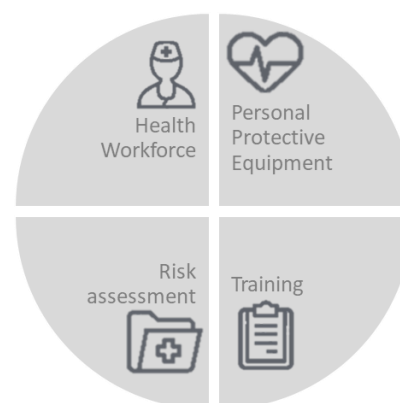 Health
Workforce
Personal
Protective
Equipment
Risk
assessment
Training